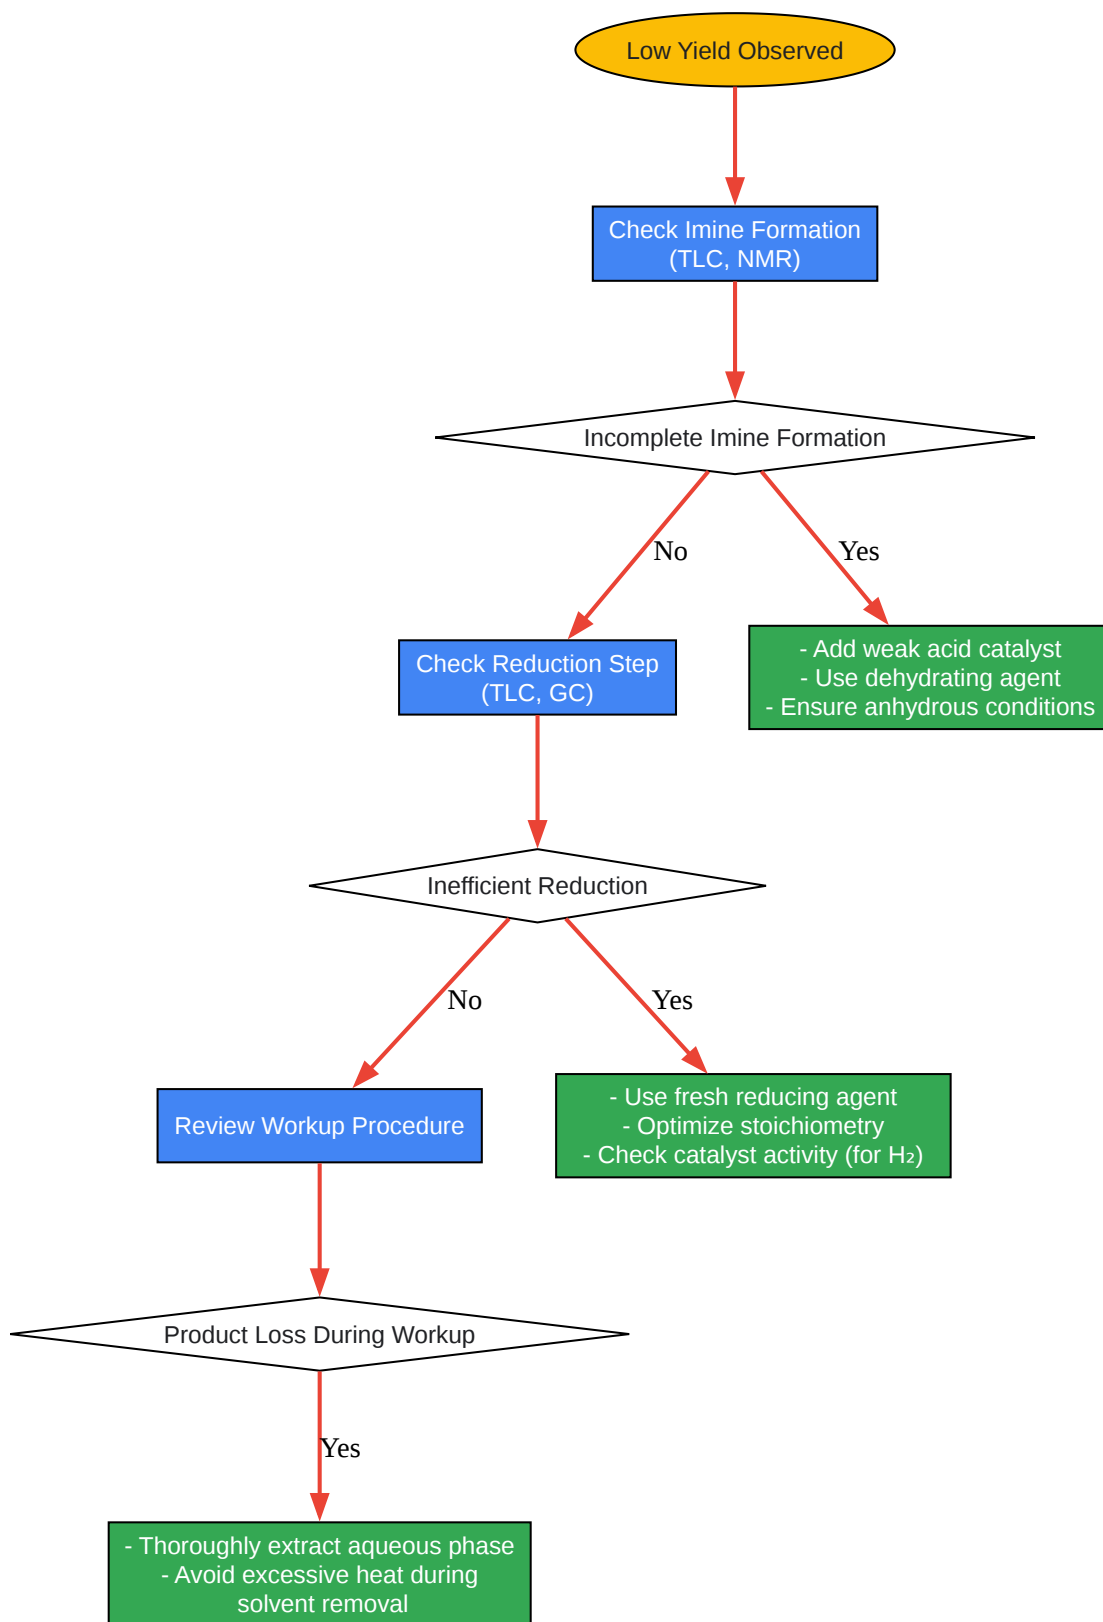 Low Yield Observed
Check Imine Formation
(TLC, NMR)
Incomplete Imine Formation
No
Yes
Check Reduction Step
(TLC, GC)
- Add weak acid catalyst
- Use dehydrating agent
- Ensure anhydrous conditions
Inefficient Reduction
No
Yes
Review Workup Procedure
- Use fresh reducing agent
- Optimize stoichiometry
- Check catalyst activity (for H₂)
Product Loss During Workup
Yes
- Thoroughly extract aqueous phase
- Avoid excessive heat during
solvent removal